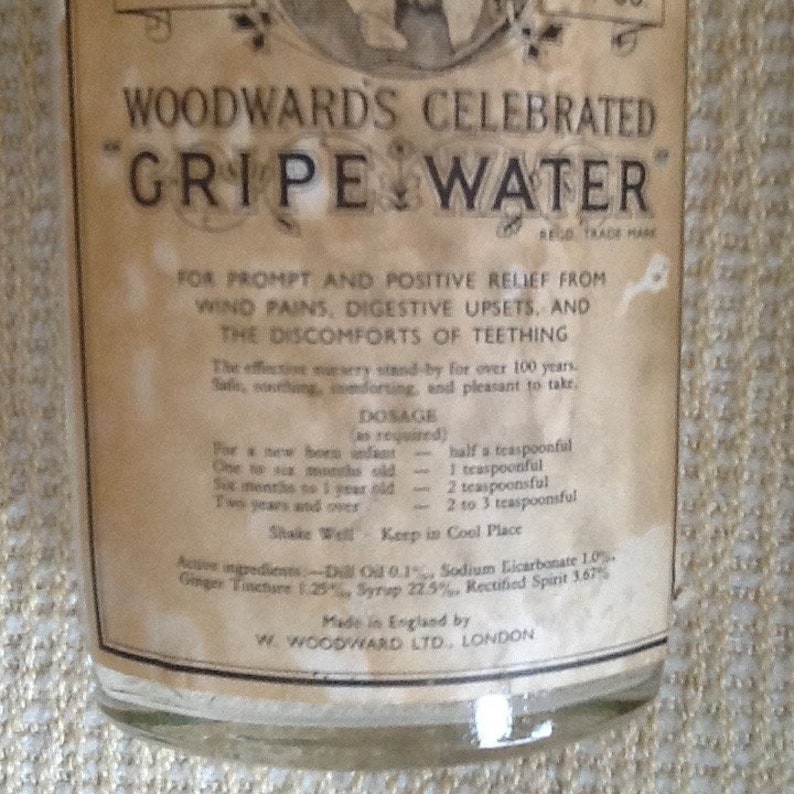 WOODWARD'S CELEBRATED
"GRIPE WATER"
REGD. TRADE MARK
FOR PROMPT AND POSITIVE RELIEF FROM
WIND PAINS, DIGESTIVE UPSETS, AND
THE DISCOMFORTS OF TEETHING
The effective nursery stand-by for over 100 years.
Safe, soothing, comforting, and pleasant to take.
DOSAGE
(as required)
For a new born infant — half a teaspoonful
One to six months old — 1 teaspoonful
Six months to 1 year old — 2 teaspoonsful
Two years and over — 2 to 3 teaspoonsful
Shake Well · Keep in Cool Place
Active ingredients:—Dill Oil 0.1%, Sodium Bicarbonate 1.0%,
Ginger Tincture 1.25%, Syrup 22.5%, Rectified Spirit 3.67%
Made in England by
W. WOODWARD LTD., LONDON